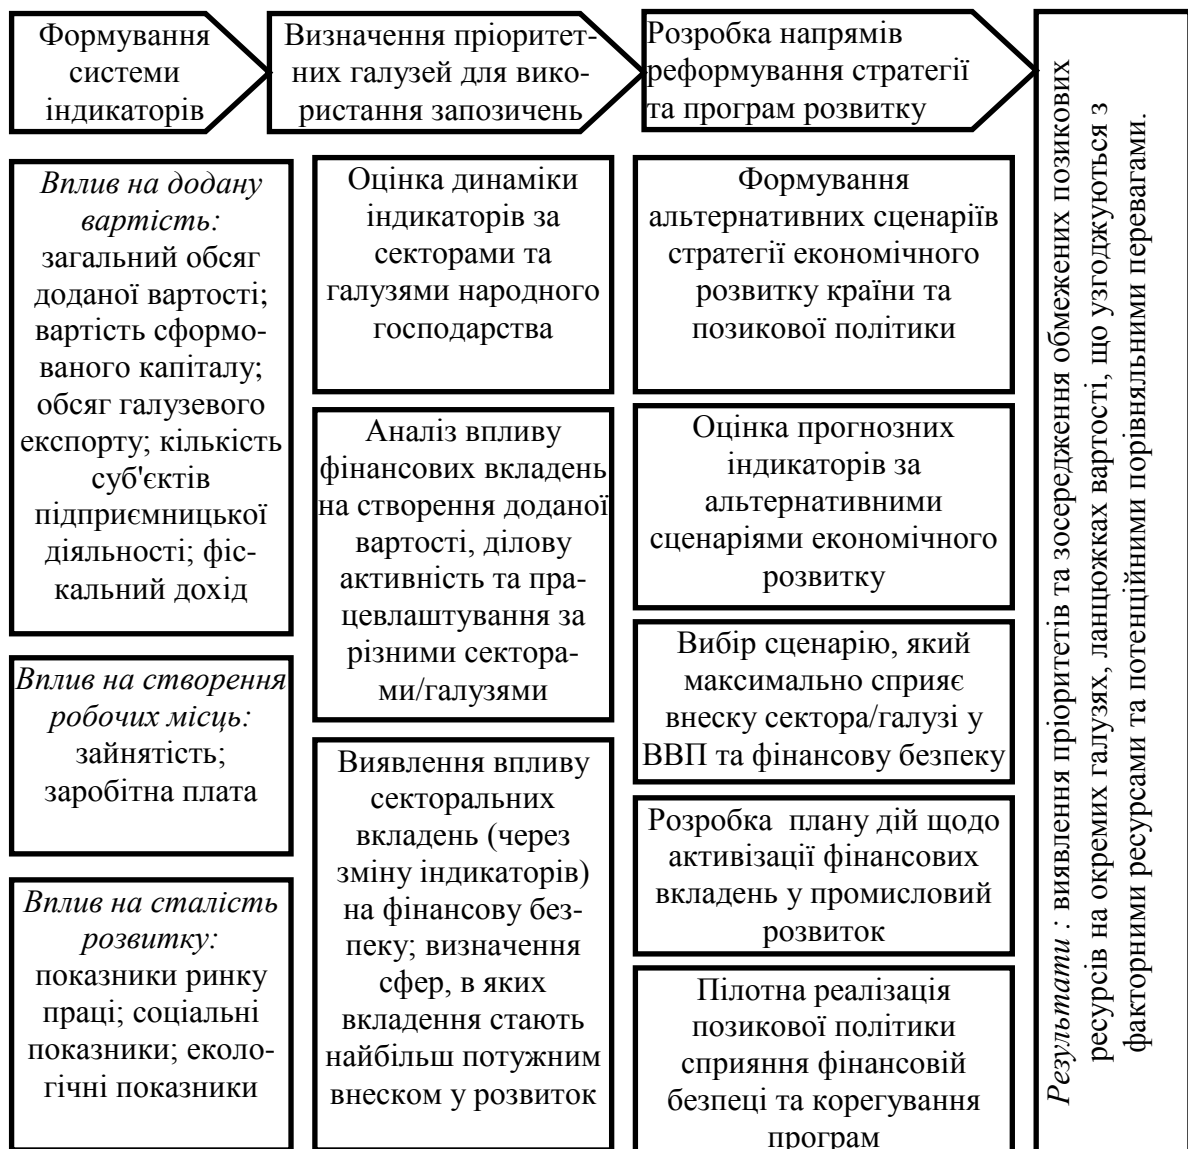 Формування
системи
індикаторів
Визначення пріоритет-
них галузей для вико-
ристання запозичень
Розробка напрямів
реформування стратегії
та програм розвитку
Вплив на додану
вартість:
загальний обсяг
доданої вартості;
вартість сформо-
ваного капіталу;
обсяг галузевого
експорту; кількість
суб'єктів
підприємницької
діяльності; фіс-
кальний дохід
Вплив на створення
робочих місць:
зайнятість;
заробітна плата
Вплив на сталість
розвитку:
показники ринку
праці; соціальні
показники; еколо-
гічні показники
Оцінка динаміки
індикаторів за
секторами та
галузями народного
господарства
Аналіз впливу
фінансових вкладень
на створення доданої
вартості, ділову
активність та пра-
цевлаштування за
різними сектора-
ми/галузями
Виявлення впливу
секторальних
вкладень (через
зміну індикаторів)
на фінансову без-
пеку; визначення
сфер, в яких
вкладення стають
найбільш потужним
внеском у розвиток
Формування
альтернативних сценаріїв
стратегії економічного
розвитку країни та
позикової політики
Оцінка прогнозних
індикаторів за
альтернативними
сценаріями економічного
розвитку
Вибір сценарію, який
максимально сприяє
внеску сектора/галузі у
ВВП та фінансову безпеку
Розробка плану дій щодо
активізації фінансових
вкладень у промисловий
розвиток
Пілотна реалізація
позикової політики
сприяння фінансовій
безпеці та корегування
програм
Результати : виявлення пріоритетів та зосередження обмежених позикових
ресурсів на окремих галузях, ланцюжках вартості, що узгоджуються з
факторними ресурсами та потенційними порівняльними перевагами.